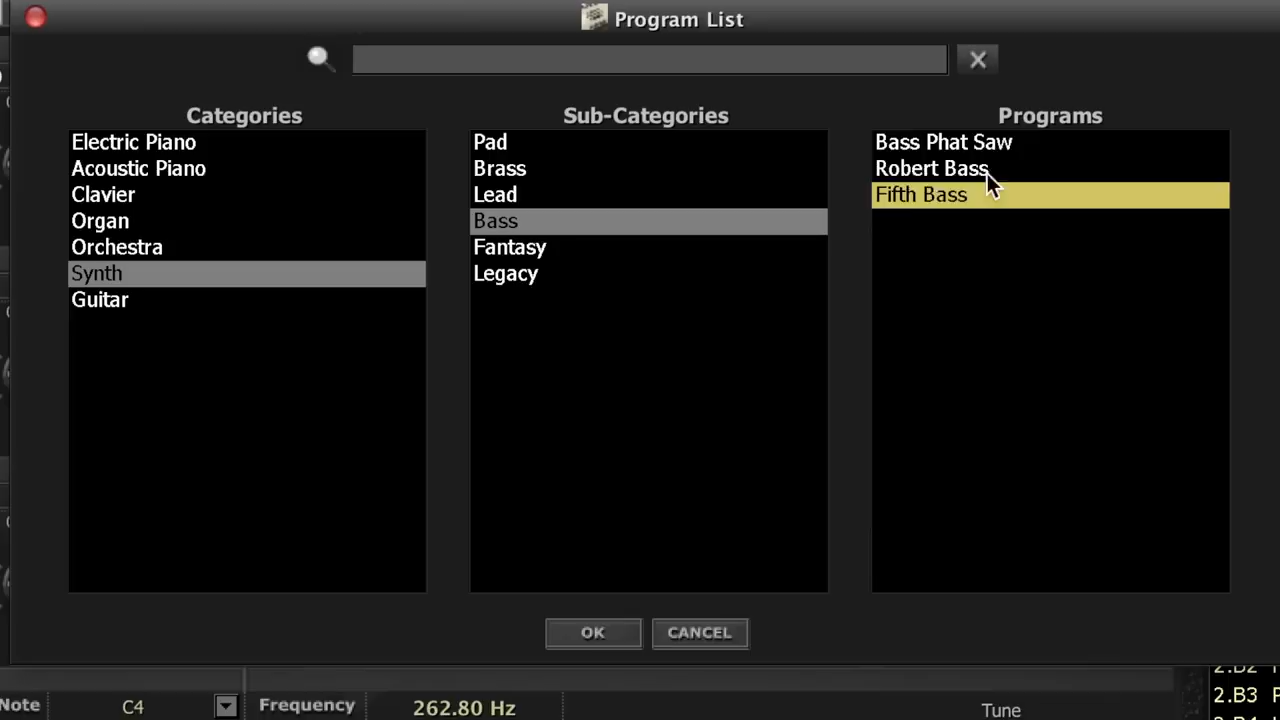 Program List
Categories
Electric Piano
Acoustic Piano
Clavier
Organ
Orchestra
Synth
Guitar
Sub-Categories
Pad
Brass
Lead
Bass
Fantasy
Legacy
Programs
Bass Phat Saw
Robert Bass
Fifth Bass
OK
CANCEL
Note
C4
Frequency
262.80 Hz
Tune
2.B2
2.B3